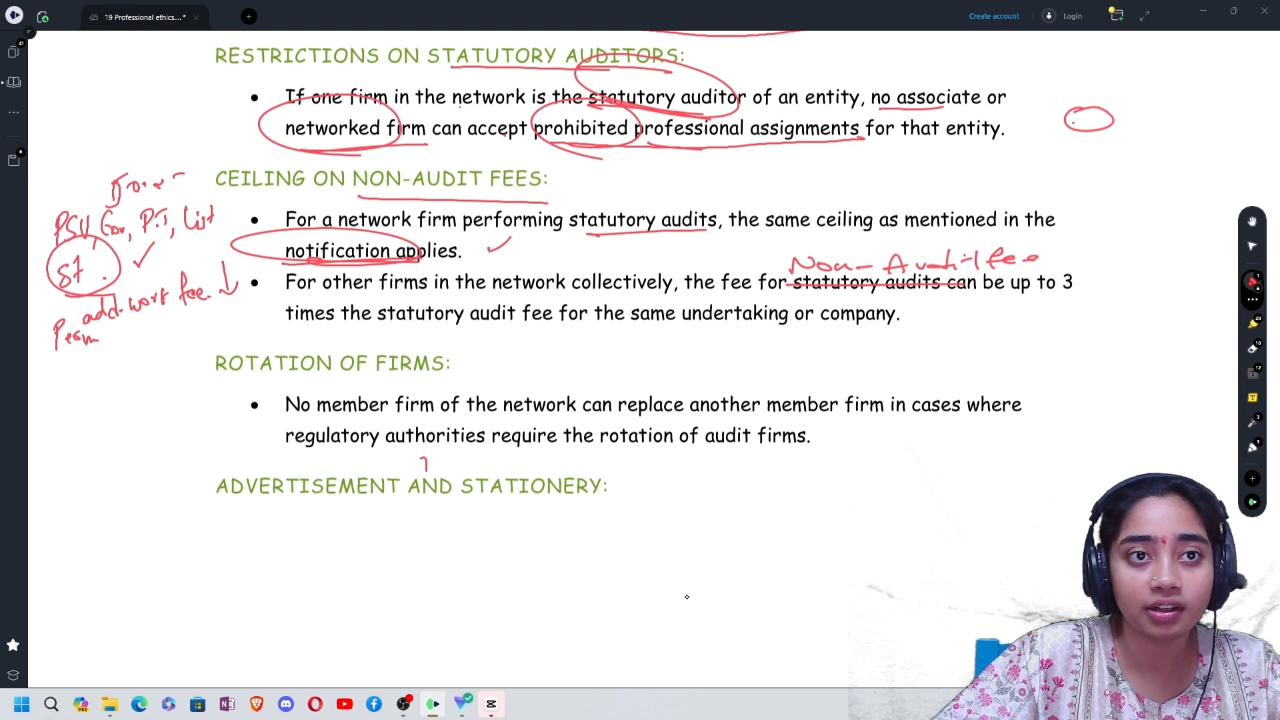 19 Professional ethics....*
Create account
Login
RESTRICTIONS ON STATUTORY AUDITORS:
• If one firm in the network is the statutory auditor of an entity, no associate or
networked firm can accept prohibited professional assignments for that entity.
CEILING ON NON-AUDIT FEES:
• For a network firm performing statutory audits, the same ceiling as mentioned in the
notification applies.
Non-Audit fee
• For other firms in the network collectively, the fee for statutory audits can be up to 3
times the statutory audit fee for the same undertaking or company.
PSU Gov, P.I, List
St.
add. work fee.
ROTATION OF FIRMS:
• No member firm of the network can replace another member firm in cases where
regulatory authorities require the rotation of audit firms.
ADVERTISEMENT AND STATIONERY: